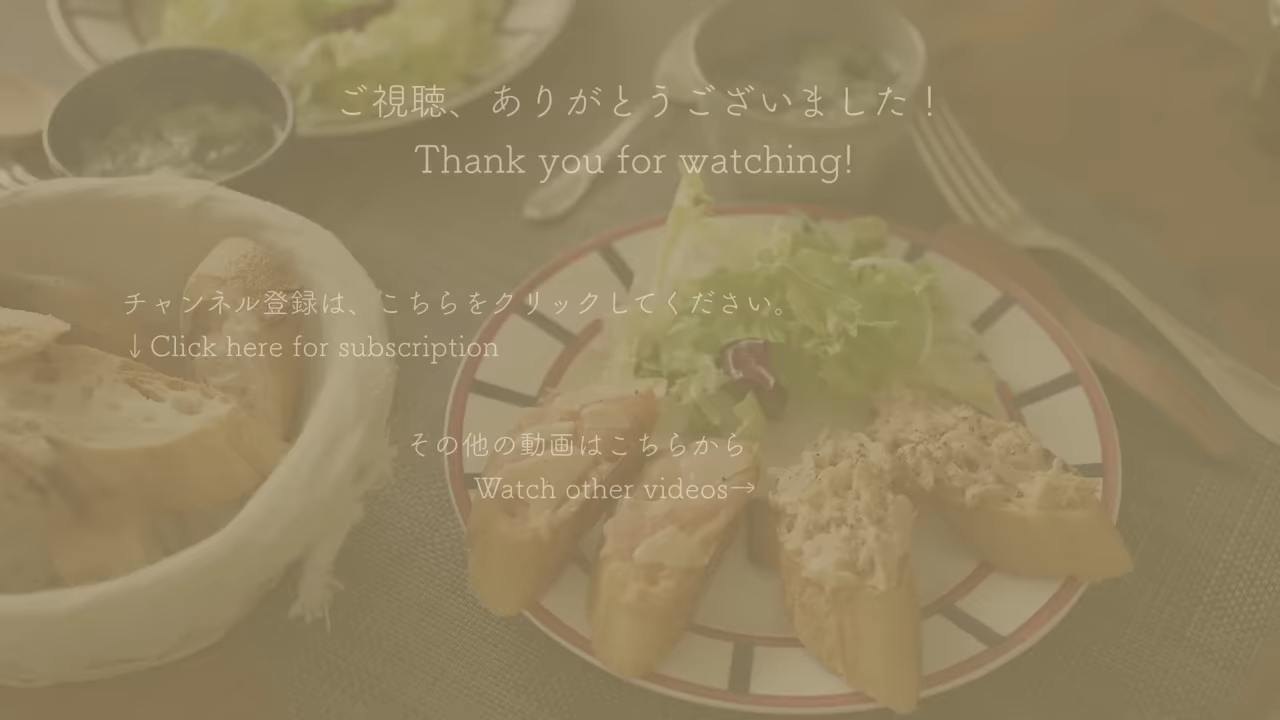 ご視聴、ありがとうございました！
Thank you for watching!
チャンネル登録は、こちらをクリックしてください。
↓Click here for subscription
その他の動画はこちらから
Watch other videos→